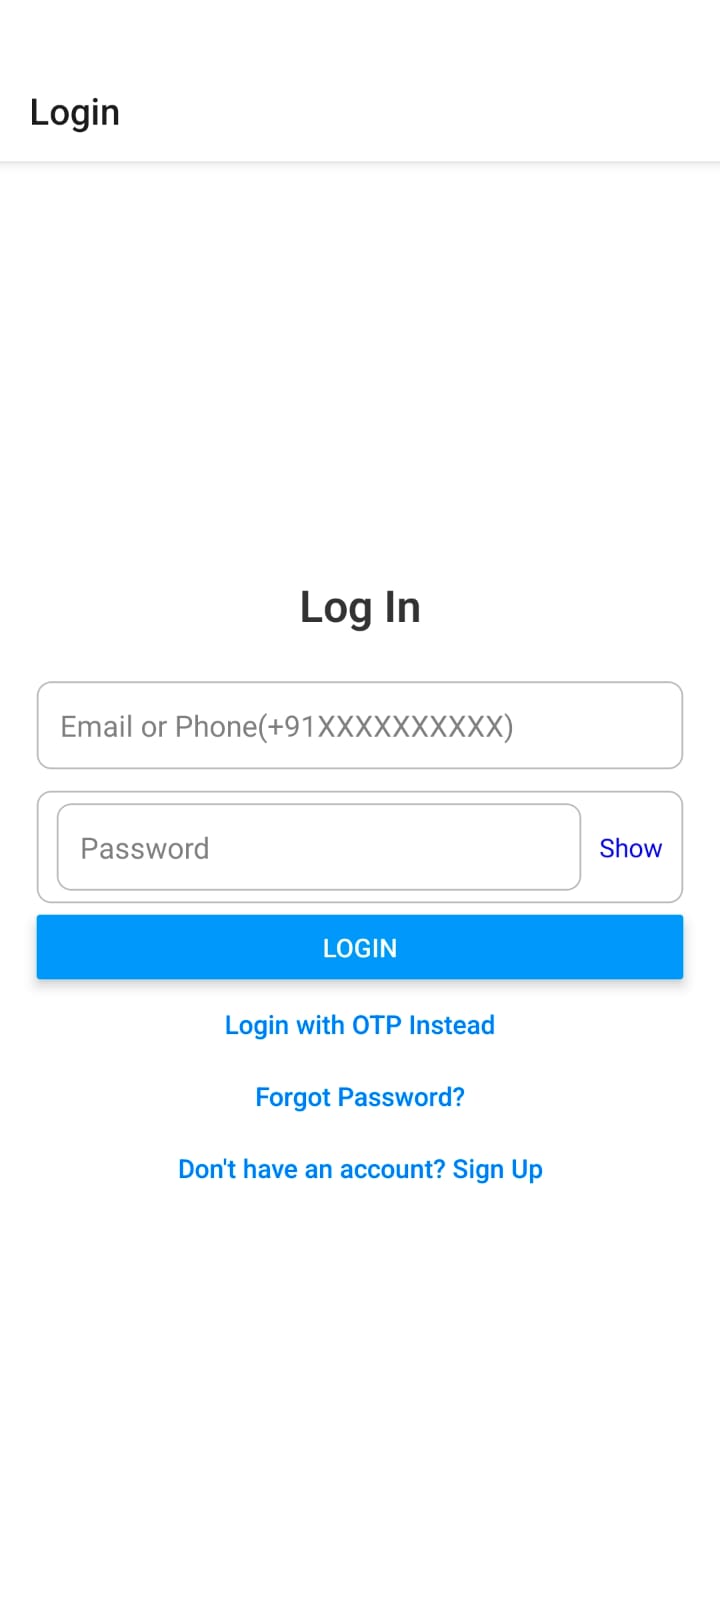 Login
Log In
Email or Phone(+91XXXXXXXXXX)
Password
Show
LOGIN
Login with OTP Instead
Forgot Password?
Don't have an account? Sign Up